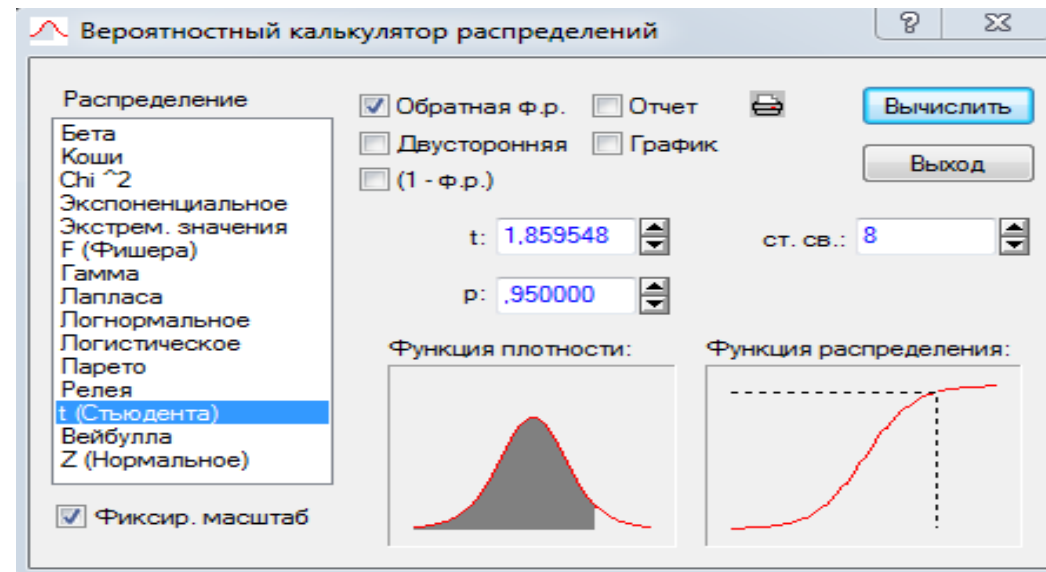 Вероятностный калькулятор распределений
Распределение
Бета
Коши
Chi ^2
Экспоненциальное
Экстрем. значения
F (Фишера)
Гамма
Лапласа
Логнормальное
Логистическое
Парето
Релея
t (Стьюдента)
Вейбулла
Z (Нормальное)
Фиксир. масштаб
Обратная ф.р. Отчет
Двусторонняя График
(1 - ф.р.)
Вычислить
Выход
t: 1,859548 ст. св.: 8
p: ,950000
Функция плотности: Функция распределения: